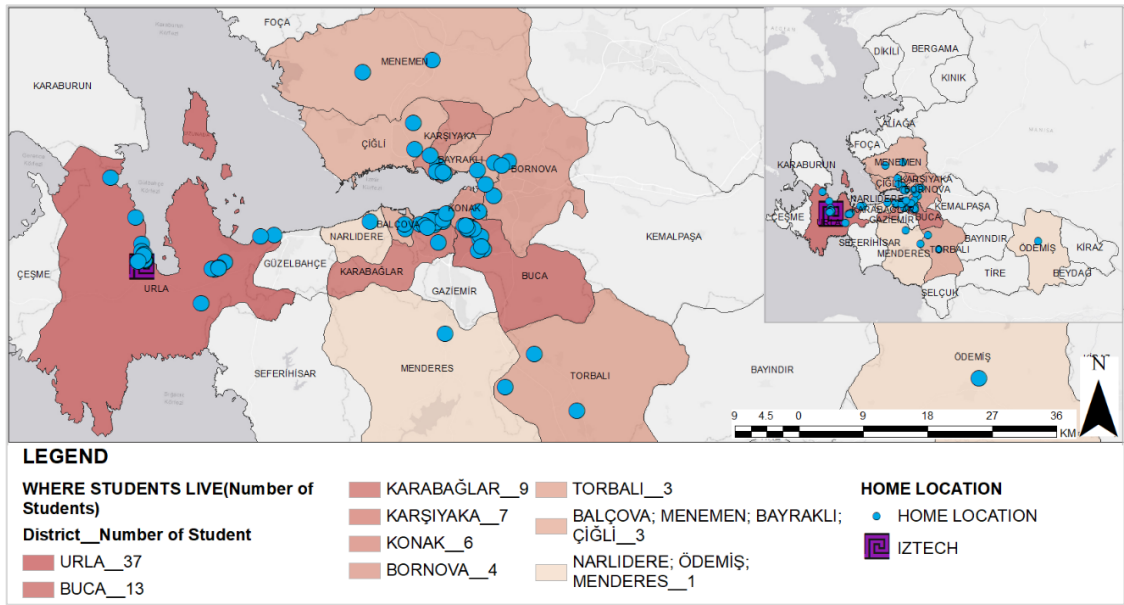 FOÇA
MENEMEN
KARABURUN
KARŞIYAKA
ÇİĞLİ
BAYRAKLI
BORNOVA
KONAK
BALÇOVA
NARLIDERE
KEMALPAŞA
GÜZELBAHÇE
KARABAĞLAR
ÇEŞME
URLA
BUCA
GAZİEMİR
SEFERİHİSAR
MENDERES
TORBALI
BAYINDIR
ÖDEMİŞ
DİKİLİ
BERGAMA
KINIK
ALİAĞA
FOÇA
MENEMEN
KARABURUN
KARŞIYAKA
ÇİĞLİ
BORNOVA
NARLIDERE
KEMALPAŞA
KARABAĞLAR
ÇEŞME
GAZİEMİR
BUCA
SEFERİHİSAR
MENDERES
TORBALI
BAYINDIR
ÖDEMİŞ
KİRAZ
TİRE
BEYDAĞ
SELÇUK
N
9 4.5 0 9 18 27 36
KM
LEGEND
WHERE STUDENTS LIVE(Number of
Students)
District__Number of Student
URLA__37
BUCA__13
KARABAĞLAR__9
KARŞIYAKA__7
KONAK__6
BORNOVA__4
TORBALI__3
BALÇOVA; MENEMEN; BAYRAKLI;
ÇİĞLİ__3
NARLIDERE; ÖDEMİŞ;
MENDERES__1
HOME LOCATION
HOME LOCATION
IZTECH